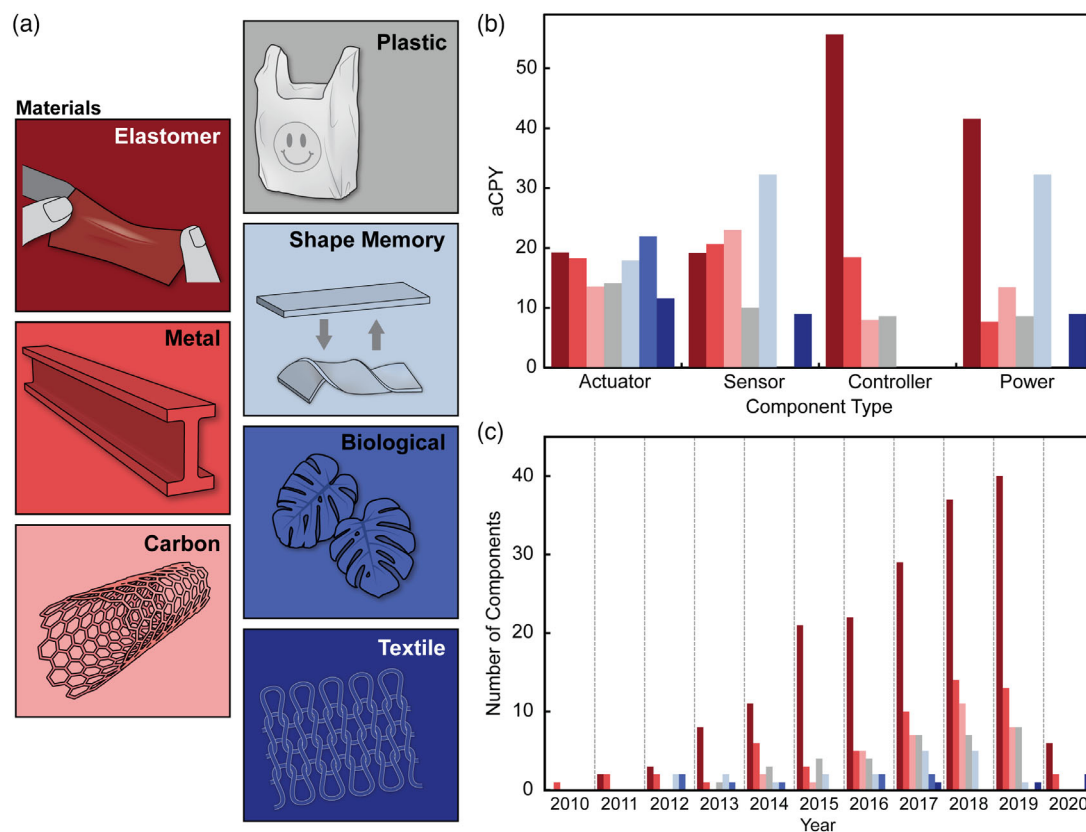 (a)
Materials
Elastomer
Metal
Carbon
Plastic
Shape Memory
Biological
Textile
(b)
aCPY
50
40
30
20
10
0
Actuator Sensor Controller Power
Component Type
(c)
Number of Components
40
30
20
10
0
2010 2011 2012 2013 2014 2015 2016 2017 2018 2019 2020
Year